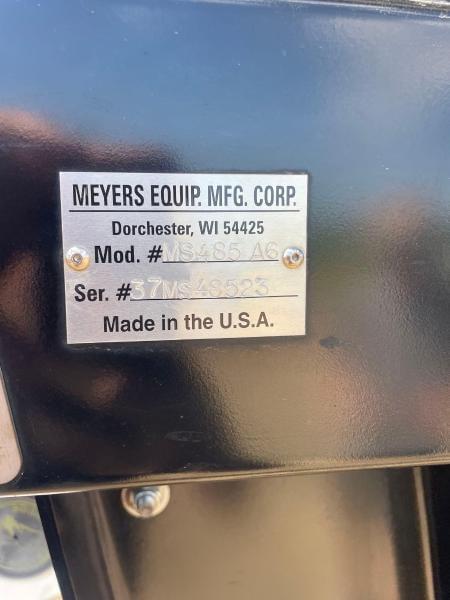 MEYERS EQUIP. MFG. CORP.
Dorchester, WI 54425
Mod. #MS485 A6
Ser. #37MS48523
Made in the U.S.A.